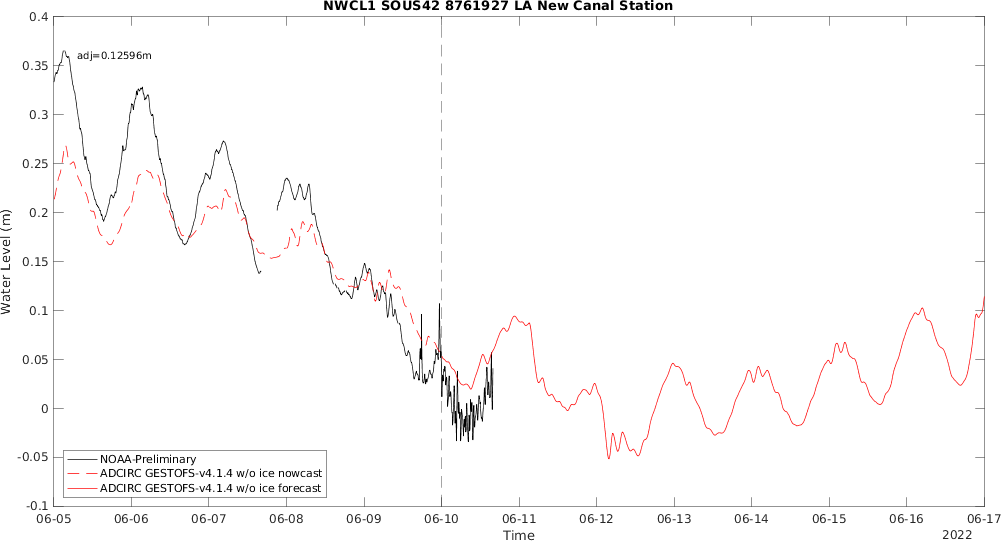 NWCL1 SOUS42 8761927 LA New Canal Station
adj=0.12596m
0.4
0.35
0.3
0.25
0.2
0.15
0.1
0.05
0
-0.05
-0.1
Water Level (m)
NOAA-Preliminary
ADCIRC GESTOFS-v4.1.4 w/o ice nowcast
ADCIRC GESTOFS-v4.1.4 w/o ice forecast
06-05 06-06 06-07 06-08 06-09 06-10 06-11 06-12 06-13 06-14 06-15 06-16 06-17
Time
2022